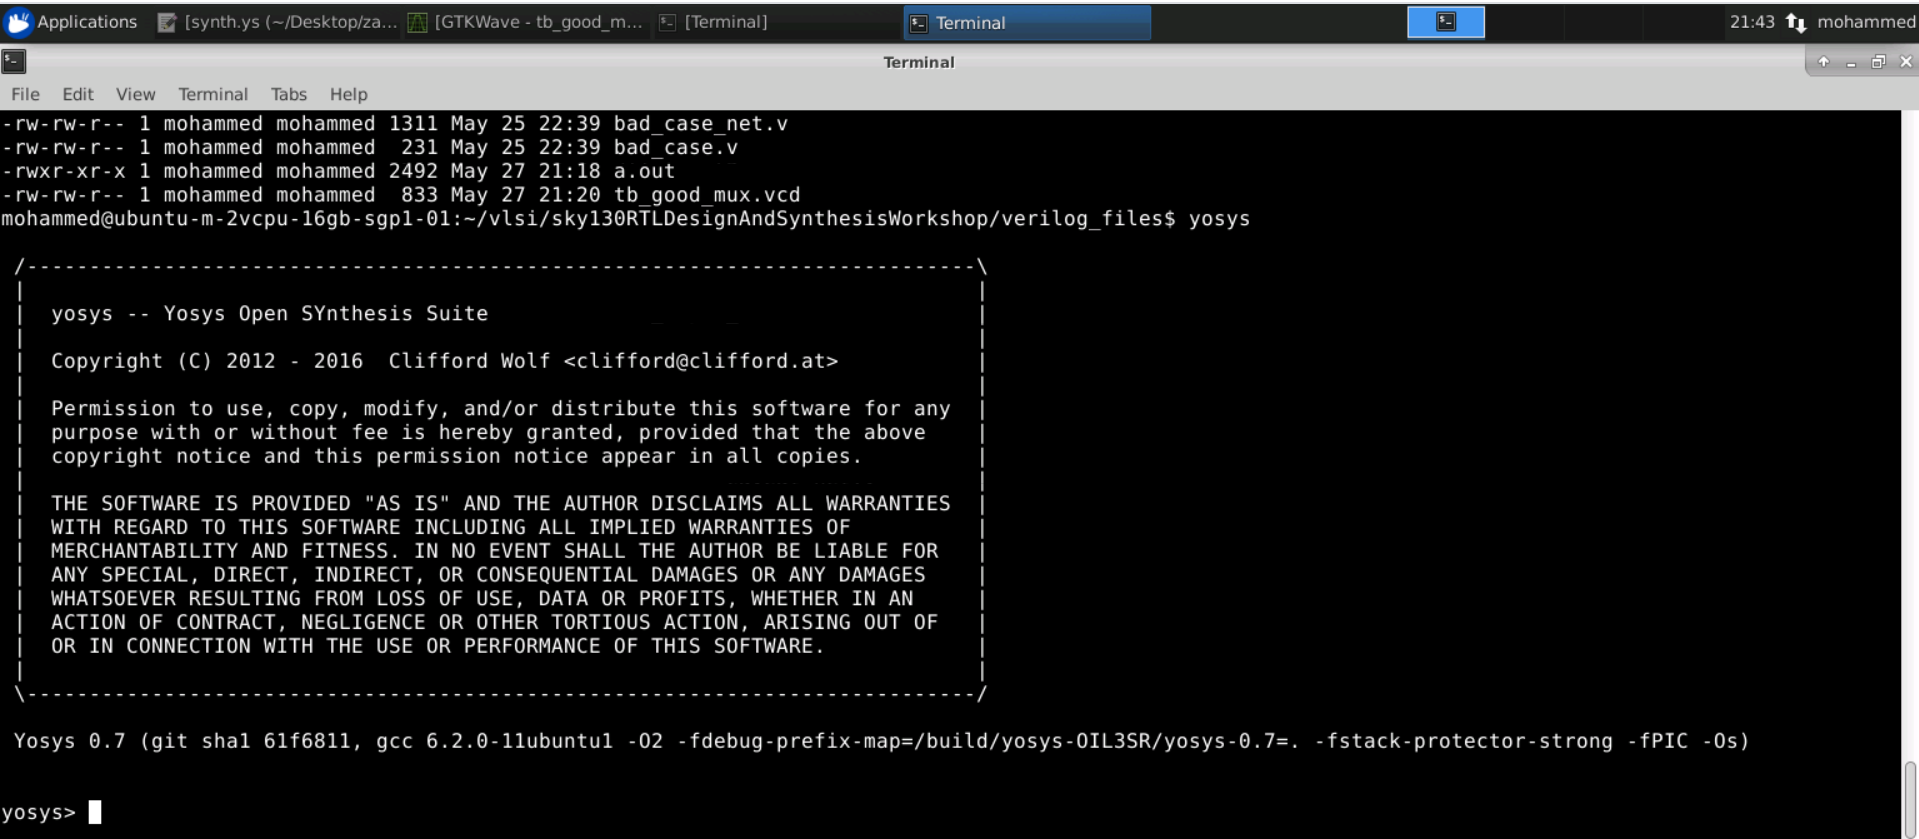 Applications [synth.ys (~/Desktop/za... [GTKWave - tb_good_m... [Terminal] Terminal 21:43 mohammed
Terminal
File Edit View Terminal Tabs Help
-rw-rw-r-- 1 mohammed mohammed 1311 May 25 22:39 bad_case_net.v
-rw-rw-r-- 1 mohammed mohammed  231 May 25 22:39 bad_case.v
-rwxr-xr-x 1 mohammed mohammed 2492 May 27 21:18 a.out
-rw-rw-r-- 1 mohammed mohammed  833 May 27 21:20 tb_good_mux.vcd
mohammed@ubuntu-m-2vcpu-16gb-sgp1-01:~/vlsi/sky130RTLDesignAndSynthesisWorkshop/verilog_files$ yosys
/----------------------------------------------------------------------------\
|                                                                            |
|  yosys -- Yosys Open SYnthesis Suite                                       |
|                                                                            |
|  Copyright (C) 2012 - 2016  Clifford Wolf <clifford@clifford.at>           |
|                                                                            |
|  Permission to use, copy, modify, and/or distribute this software for any  |
|  purpose with or without fee is hereby granted, provided that the above    |
|  copyright notice and this permission notice appear in all copies.         |
|                                                                            |
|  THE SOFTWARE IS PROVIDED "AS IS" AND THE AUTHOR DISCLAIMS ALL WARRANTIES  |
|  WITH REGARD TO THIS SOFTWARE INCLUDING ALL IMPLIED WARRANTIES OF          |
|  MERCHANTABILITY AND FITNESS. IN NO EVENT SHALL THE AUTHOR BE LIABLE FOR   |
|  ANY SPECIAL, DIRECT, INDIRECT, OR CONSEQUENTIAL DAMAGES OR ANY DAMAGES    |
|  WHATSOEVER RESULTING FROM LOSS OF USE, DATA OR PROFITS, WHETHER IN AN     |
|  ACTION OF CONTRACT, NEGLIGENCE OR OTHER TORTIOUS ACTION, ARISING OUT OF   |
|  OR IN CONNECTION WITH THE USE OR PERFORMANCE OF THIS SOFTWARE.            |
|                                                                            |
\----------------------------------------------------------------------------/
Yosys 0.7 (git sha1 61f6811, gcc 6.2.0-11ubuntu1 -O2 -fdebug-prefix-map=/build/yosys-OIL3SR/yosys-0.7=. -fstack-protector-strong -fPIC -Os)
yosys>